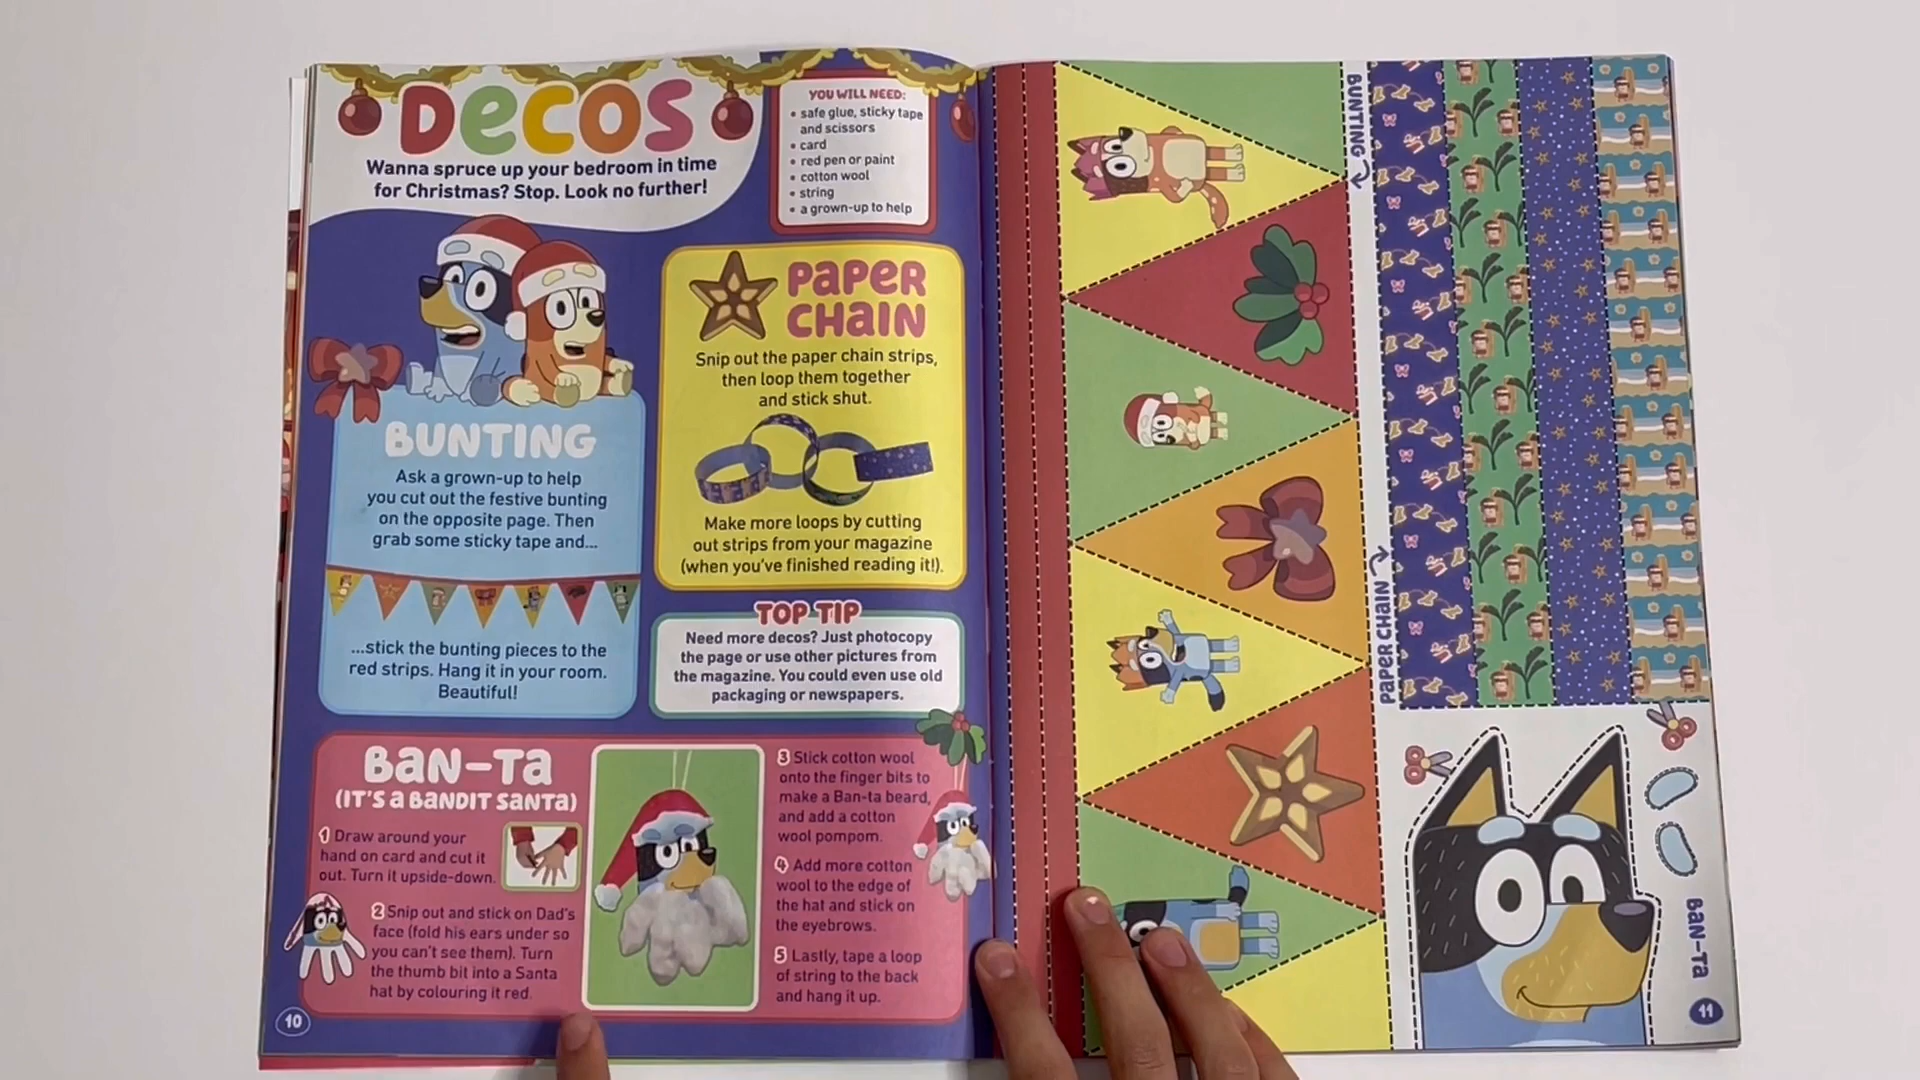 Decos
Wanna spruce up your bedroom in time
for Christmas? Stop. Look no further!
YOU WILL NEED:
• safe glue, sticky tape
and scissors
• card
• red pen or paint
• cotton wool
• string
• a grown-up to help
BUNTING
Ask a grown-up to help
you cut out the festive bunting
on the opposite page. Then
grab some sticky tape and...
...stick the bunting pieces to the
red strips. Hang it in your room.
Beautiful!
PAPER
CHAIN
Snip out the paper chain strips,
then loop them together
and stick shut.
Make more loops by cutting
out strips from your magazine
(when you've finished reading it!).
TOP TIP
Need more decos? Just photocopy
the page or use other pictures from
the magazine. You could even use old
packaging or newspapers.
BAN-TA
(IT'S A BANDIT SANTA)
1 Draw around your
hand on card and cut it
out. Turn it upside-down.
2 Snip out and stick on Dad's
face (fold his ears under so
you can't see them). Turn
the thumb bit into a Santa
hat by colouring it red.
3 Stick cotton wool
onto the finger bits to
make a Ban-ta beard,
and add a cotton
wool pompom.
4 Add more cotton
wool to the edge of
the hat and stick on
the eyebrows.
5 Lastly, tape a loop
of string to the back
and hang it up.
10
BUNTING
PAPER CHAIN
BAN-TA
11